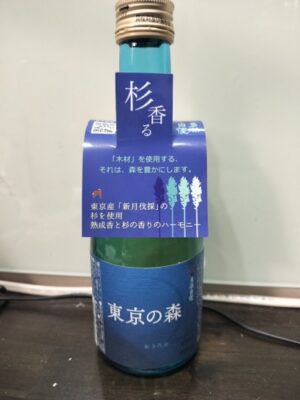 杉香る
「木材」を使用する、
それは、森を豊かにします。
東京産「新月伐採」の
杉を使用
熟成香と杉の香りのハーモニー
東京の森